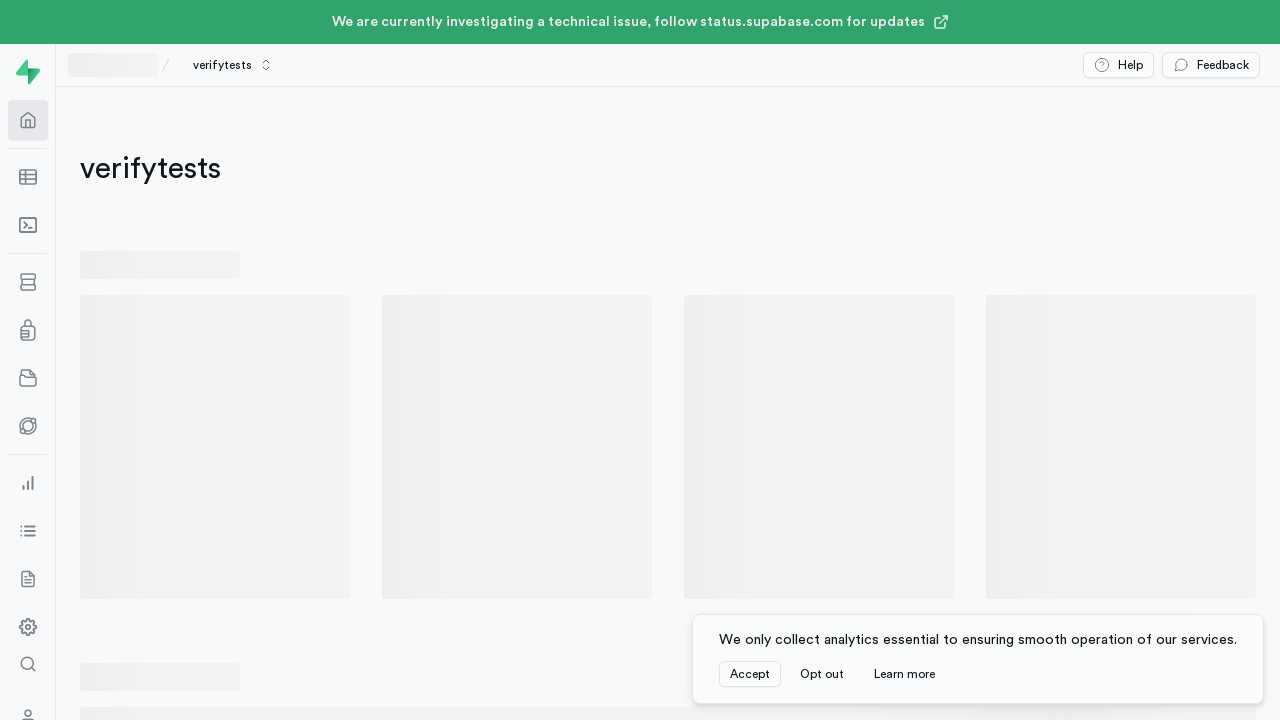 We are currently investigating a technical issue, follow status.supabase.com for updates
/ verifytests
Help
Feedback
verifytests
We only collect analytics essential to ensuring smooth operation of our services.
Accept
Opt out
Learn more